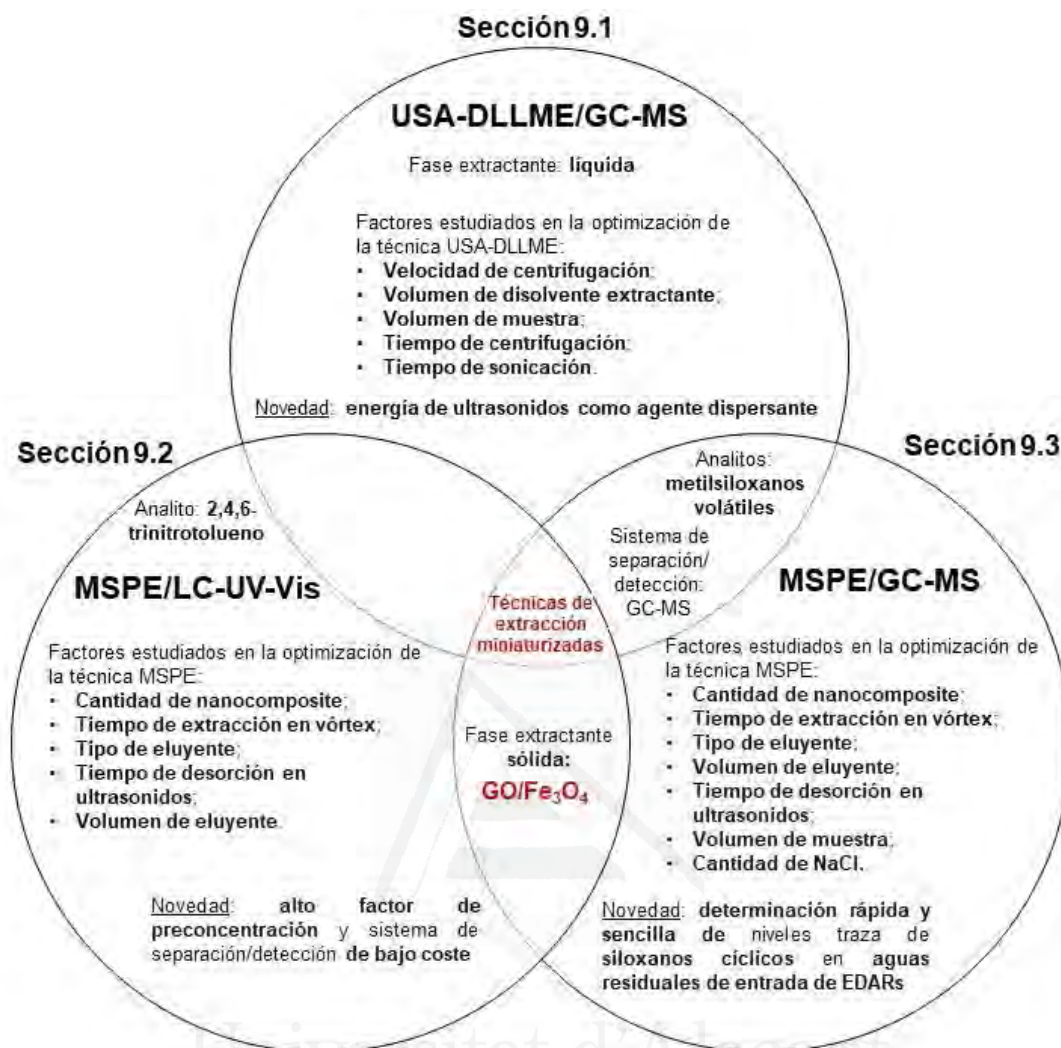 Sección 9.1
USA-DLLME/GC-MS
Fase extractante: líquida
Factores estudiados en la optimización de
la técnica USA-DLLME:
• Velocidad de centrifugación;
• Volumen de disolvente extractante;
• Volumen de muestra;
• Tiempo de centrifugación;
• Tiempo de sonicación.
Novedad: energía de ultrasonidos como agente dispersante
Sección 9.2
Analito: 2,4,6-
trinitrotolueno
MSPE/LC-UV-Vis
Factores estudiados en la optimización de
la técnica MSPE:
• Cantidad de nanocomposite;
• Tiempo de extracción en vórtex;
• Tipo de eluyente;
• Tiempo de desorción en
ultrasonidos;
• Volumen de eluyente.
Novedad: alto factor de
preconcentración y sistema de
separación/detección de bajo coste
Técnicas de
extracción
miniaturizadas
Fase extractante
sólida:
GO/Fe₃O₄
Sección 9.3
Analitos:
metilsiloxanos
volátiles
Sistema de
separación/
detección:
GC-MS
MSPE/GC-MS
Factores estudiados en la optimización de
la técnica MSPE:
• Cantidad de nanocomposite;
• Tiempo de extracción en vórtex;
• Tipo de eluyente;
• Volumen de eluyente;
• Tiempo de desorción en
ultrasonidos;
• Volumen de muestra.
• Cantidad de NaCl.
Novedad: determinación rápida y
sencilla de niveles traza de
siloxanos cíclicos en aguas
residuales de entrada de EDARs